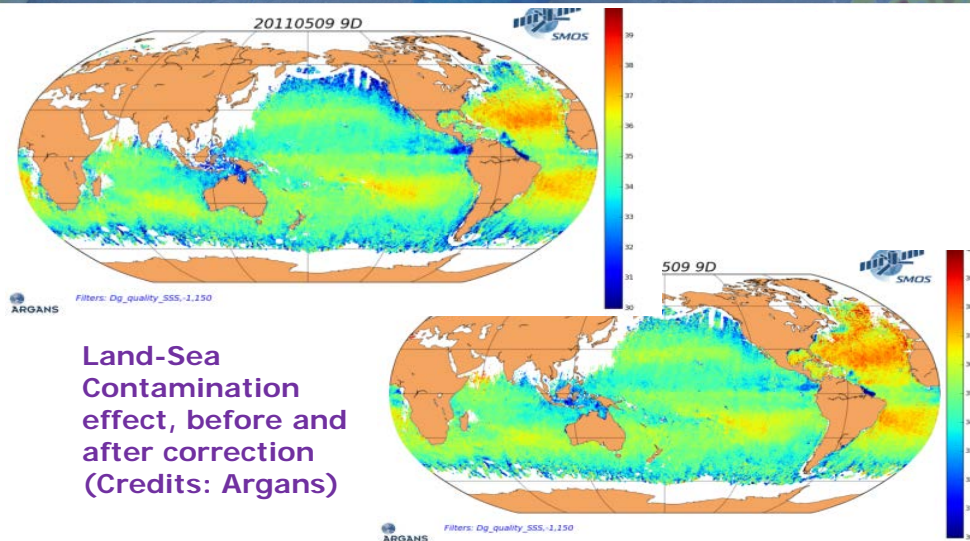 20110509 9D
SMOS
39
38
37
36
35
34
33
32
31
30
ARGANS
Filters: Dg_quality_SSS,-1,150
509 9D
SMOS
ARGANS
Filters: Dg_quality_SSS,-1,150
Land-Sea
Contamination
effect, before and
after correction
(Credits: Argans)